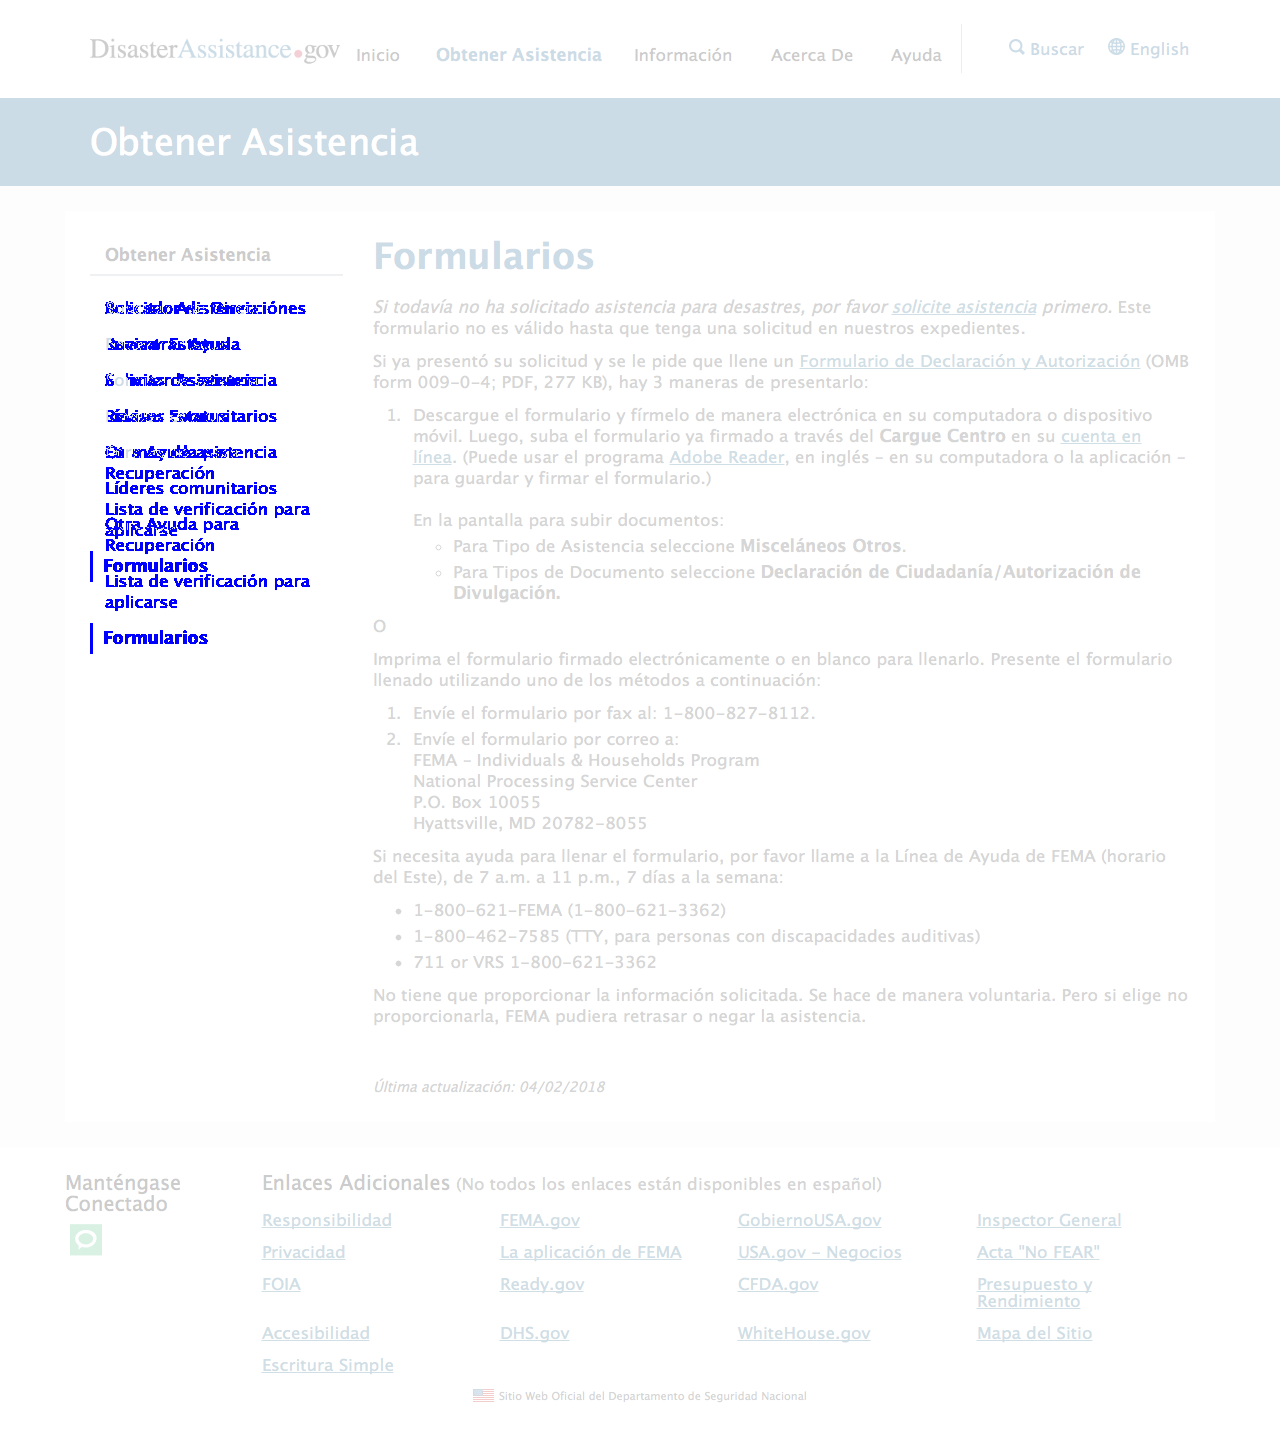 DisasterAssistance.gov
Inicio
Obtener Asistencia
Información
Acerca De
Ayuda
Buscar
English
Obtener Asistencia
Obtener Asistencia
Recuperación
Líderes comunitarios
Lista de verificación para
Otra Ayuda para
aplicarse
Recuperación
Formularios
Lista de verificación para
aplicarse
Formularios
Formularios
Si todavía no ha solicitado asistencia para desastres, por favor solicite asistencia primero. Este
formulario no es válido hasta que tenga una solicitud en nuestros expedientes.
Si ya presentó su solicitud y se le pide que llene un Formulario de Declaración y Autorización (OMB
form 009-0-4; PDF, 277 KB), hay 3 maneras de presentarlo:
1. Descargue el formulario y fírmelo de manera electrónica en su computadora o dispositivo
móvil. Luego, suba el formulario ya firmado a través del Cargue Centro en su cuenta en
línea. (Puede usar el programa Adobe Reader, en inglés – en su computadora o la aplicación –
para guardar y firmar el formulario.)
En la pantalla para subir documentos:
Para Tipo de Asistencia seleccione Misceláneos Otros.
Para Tipos de Documento seleccione Declaración de Ciudadanía/Autorización de
Divulgación.
O
Imprima el formulario firmado electrónicamente o en blanco para llenarlo. Presente el formulario
llenado utilizando uno de los métodos a continuación:
1. Envíe el formulario por fax al: 1-800-827-8112.
2. Envíe el formulario por correo a:
FEMA – Individuals & Households Program
National Processing Service Center
P.O. Box 10055
Hyattsville, MD 20782-8055
Si necesita ayuda para llenar el formulario, por favor llame a la Línea de Ayuda de FEMA (horario
del Este), de 7 a.m. a 11 p.m., 7 días a la semana:
1-800-621-FEMA (1-800-621-3362)
1-800-462-7585 (TTY, para personas con discapacidades auditivas)
711 or VRS 1-800-621-3362
No tiene que proporcionar la información solicitada. Se hace de manera voluntaria. Pero si elige no
proporcionarla, FEMA pudiera retrasar o negar la asistencia.
Última actualización: 04/02/2018
Manténgase
Conectado
Enlaces Adicionales (No todos los enlaces están disponibles en español)
Responsibilidad
FEMA.gov
GobiernoUSA.gov
Inspector General
Privacidad
La aplicación de FEMA
USA.gov – Negocios
Acta "No FEAR"
FOIA
Ready.gov
CFDA.gov
Presupuesto y
Rendimiento
Accesibilidad
DHS.gov
WhiteHouse.gov
Mapa del Sitio
Escritura Simple
Sitio Web Oficial del Departamento de Seguridad Nacional